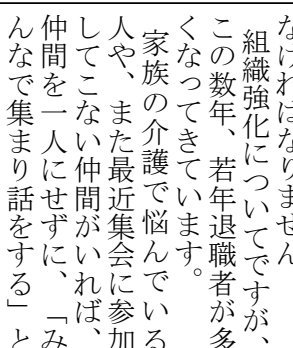 なければなりません
組織強化についてですが、
この数年、若年退職者が多
くなってきています。
家族の介護で悩んでいる
人や、また最近集会に参加
してこない仲間がいれば、
仲間を一人にせずに、「み
んなで集まり話をする」と